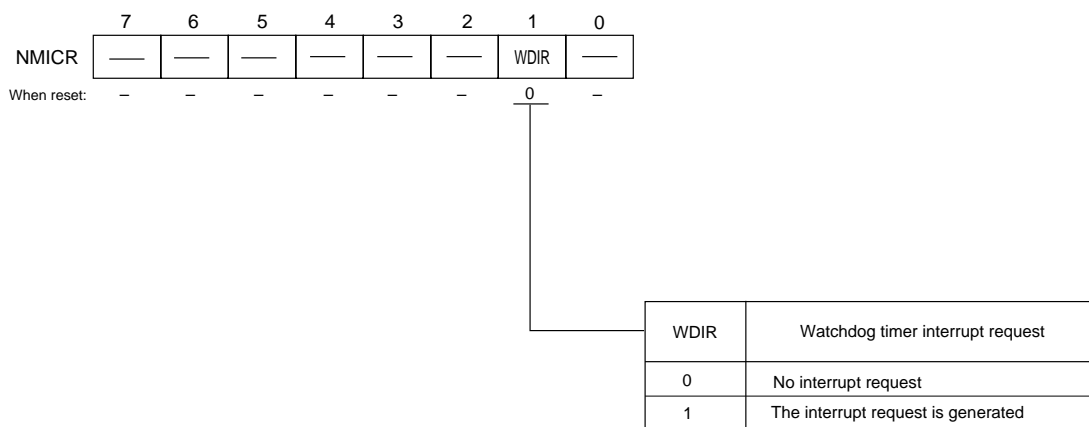 7 6 5 4 3 2 1 0
NMICR — — — — — — WDIR —
When reset: – – – – – – 0 –
WDIR Watchdog timer interrupt request
0 No interrupt request
1 The interrupt request is generated